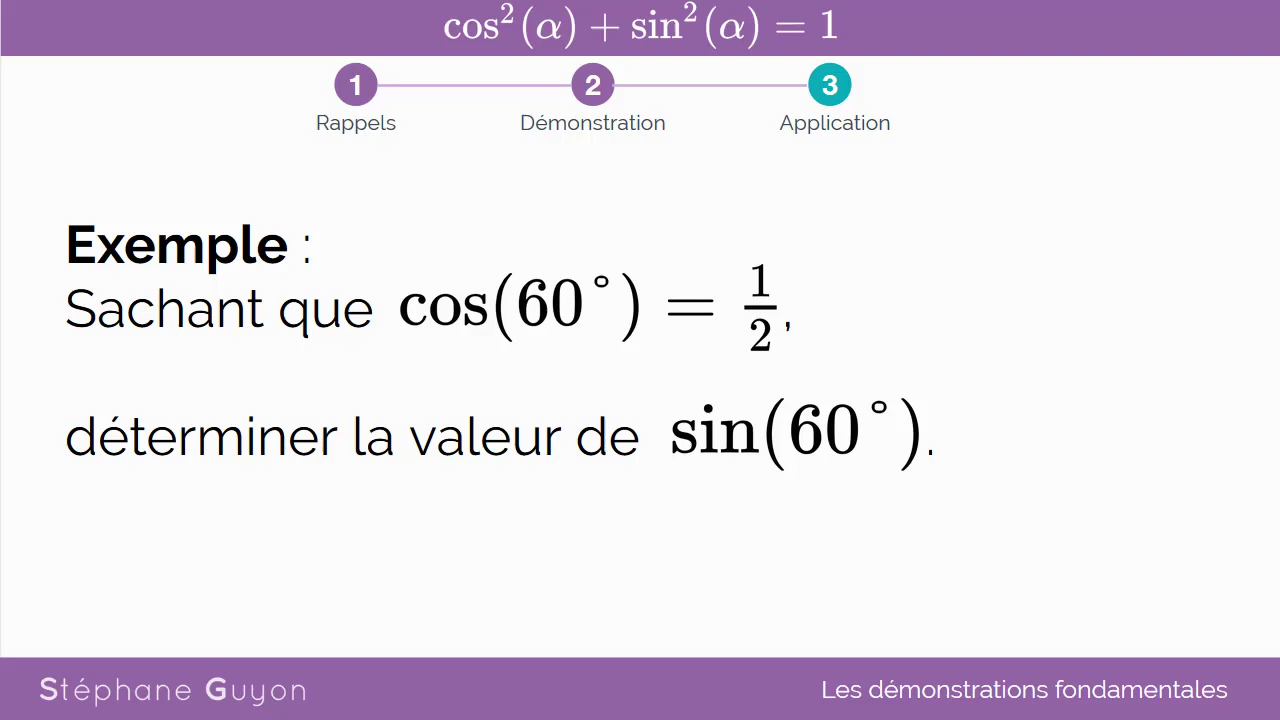 cos²(α) + sin²(α) = 1
1 2 3
Rappels Démonstration Application
Exemple :
Sachant que cos(60°) = 1/2,
déterminer la valeur de sin(60°).
Stéphane Guyon Les démonstrations fondamentales